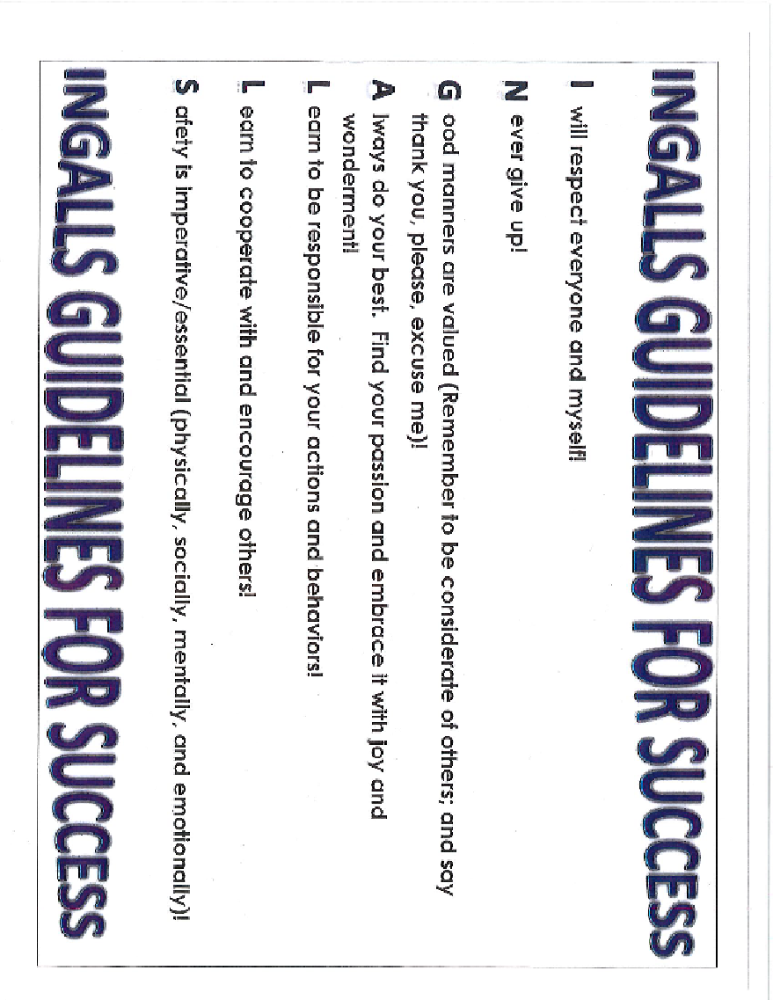 INGALLS GUIDELINES FOR SUCCESS
I will respect everyone and myself!
N ever give up!
G ood manners are valued (Remember to be considerate of others; and say
thank you, please, excuse me)!
A lways do your best. Find your passion and embrace it with joy and
wonderment!
L earn to be responsible for your actions and behaviors!
L earn to cooperate with and encourage others!
S afety is imperative/essential (physically, socially, mentally, and emotionally)!
INGALLS GUIDELINES FOR SUCCESS